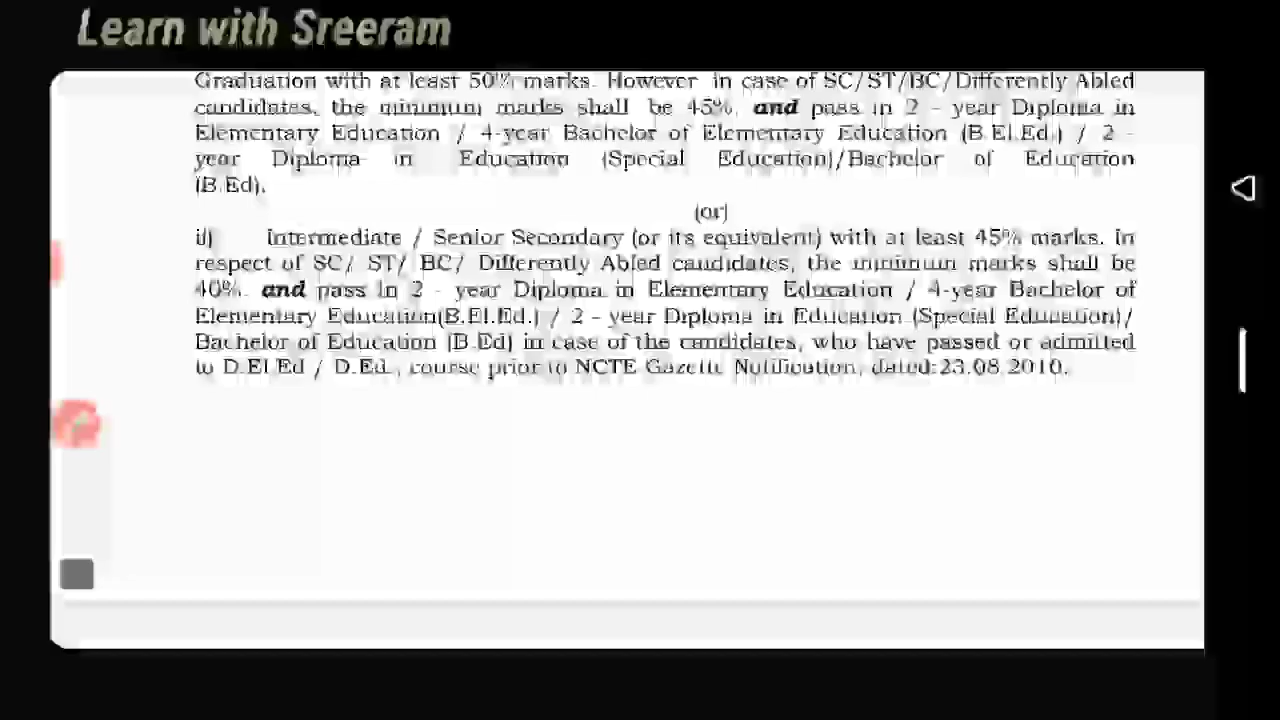 Learn with Sreeram
Graduation with at least 50% marks. However in case of SC/ST/BC/Differently Abled
candidates, the minimum marks shall be 45%. and pass in 2 - year Diploma in
Elementary Education / 4-year Bachelor of Elementary Education (B.El.Ed.) / 2 -
year Diploma in Education (Special Education)/Bachelor of Education
(B.Ed).
(or)
ii) Intermediate / Senior Secondary (or its equivalent) with at least 45% marks. In
respect of SC/ ST/ BC/ Differently Abled candidates, the minimum marks shall be
40%. and pass in 2 - year Diploma in Elementary Education / 4-year Bachelor of
Elementary Education(B.El.Ed.) / 2 - year Diploma in Education (Special Education)/
Bachelor of Education (B.Ed) in case of the candidates, who have passed or admitted
to D.El.Ed / D.Ed., course prior to NCTE Gazette Notification, dated:23.08.2010.